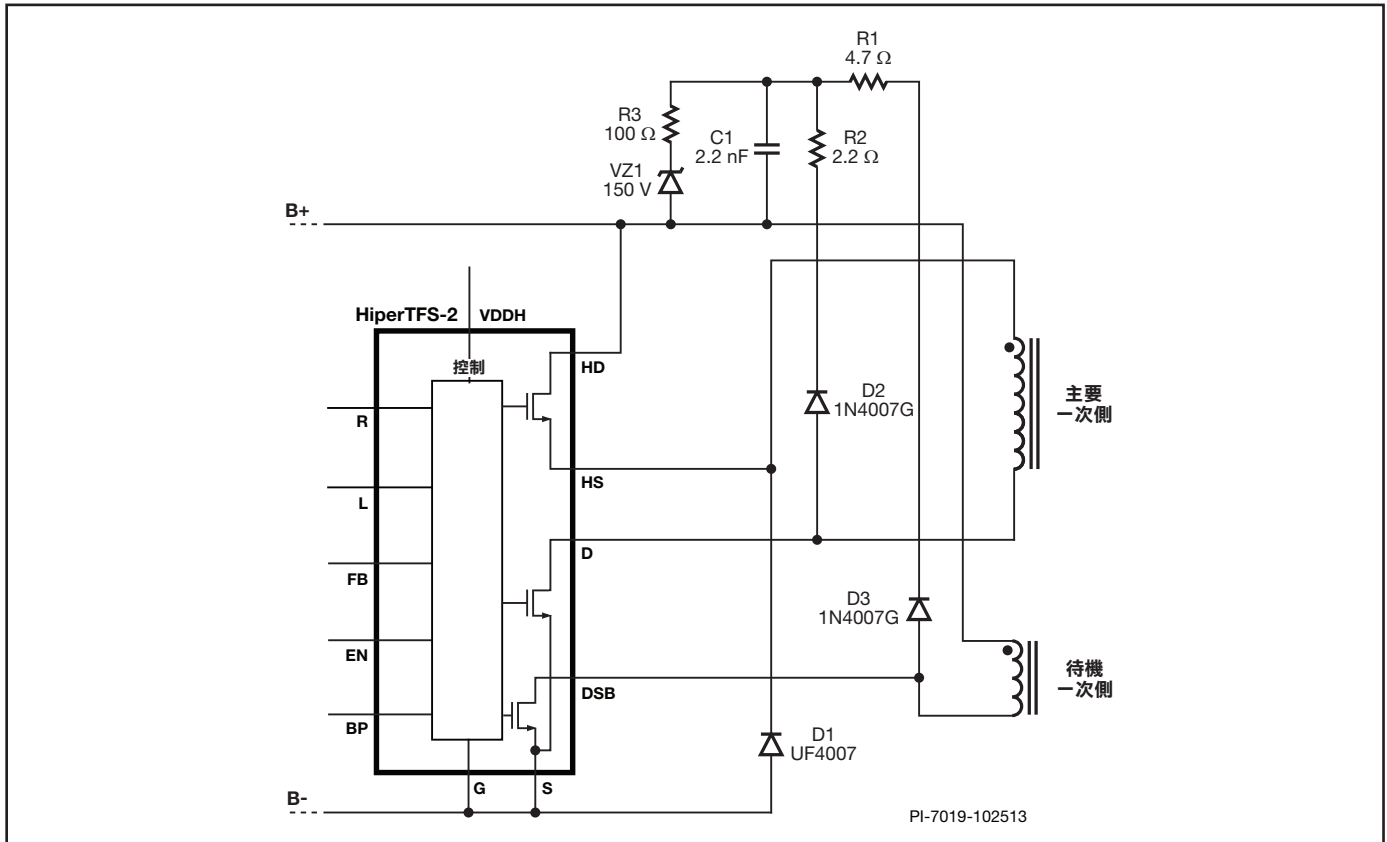 R1
4.7 Ω
R3
100 Ω
C1
2.2 nF
R2
2.2 Ω
VZ1
150 V
B+
HiperTFS-2
VDDH
控制
HD
R
D2
1N4007G
主要
一次側
HS
L
D
FB
D3
1N4007G
EN
待機
一次側
DSB
BP
D1
UF4007
G
S
B-
PI-7019-102513